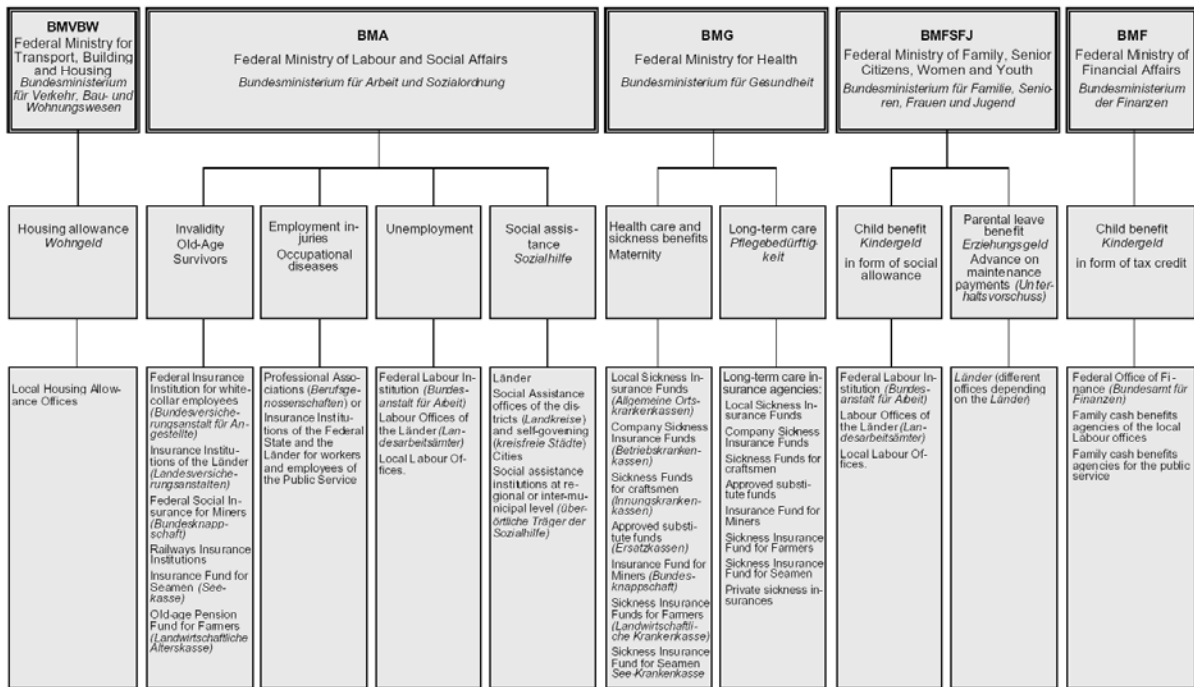 BMVBW
Federal Ministry for
Transport, Building
and Housing
Bundesministerium
für Verkehr, Bau- und
Wohnungswesen
BMA
Federal Ministry of Labour and Social Affairs
Bundesministerium für Arbeit und Sozialordnung
BMG
Federal Ministry for Health
Bundesministerium für Gesundheit
BMFSFJ
Federal Ministry of Family, Senior
Citizens, Women and Youth
Bundesministerium für Familie, Senio-
ren, Frauen und Jugend
BMF
Federal Ministry of
Financial Affairs
Bundesministerium
der Finanzen
Housing allowance
Wohngeld
Invalidity
Old-Age
Survivors
Employment in-
juries
Occupational
diseases
Unemployment
Social assis-
tance
Sozialhilfe
Health care and
sickness benefits
Maternity
Long-term care
Pflegebedürftig-
keit
Child benefit
Kindergeld
in form of social
allowance
Parental leave
benefit
Erziehungsgeld
Advance on
maintenance
payments (Unter-
haltsvorschuss)
Child benefit
Kindergeld
in form of tax credit
Local Housing Allow-
ance Offices
Federal Insurance
Institution for white-
collar employees
(Bundesversiche-
rungsanstalt für An-
gestellte)
Insurance Institu-
tions of the Länder
(Landesversiche-
rungsanstalten)
Federal Social In-
surance for Miners
(Bundesknapp-
schaft)
Railways Insurance
Institutions
Insurance Fund for
Seamen (See-
kasse)
Old-age Pension
Fund for Farmers
(Landwirtschaftliche
Alterskasse)
Professional Asso-
ciations (Berufsge-
nossenschaften) or
Insurance Institu-
tions of the Federal
State and the
Länder for workers
and employees of
the Public Service
Federal Labour In-
stitution (Bundes-
anstalt für Arbeit)
Labour Offices of
the Länder (Lan-
desarbeitsämter)
Local Labour Of-
fices.
Länder
Social Assistance
offices of the dis-
tricts (Landkreise)
and self-governing
(kreisfreie Städte)
Cities
Social assistance
institutions at re-
gional or inter-mu-
nicipal level (über-
örtliche Träger der
Sozialhilfe)
Local Sickness In-
surance Funds
(Allgemeine Orts-
krankenkassen)
Company Sickness
Insurance Funds
(Betriebskranken-
kassen)
Sickness Funds
for craftsmen
(Innungskranken-
kassen)
Approved substi-
tute funds
(Ersatzkassen)
Insurance Fund for
Miners (Bundes-
knappschaft)
Sickness Insurance
Funds for Farmers
(Landwirtschaftli-
che Krankenkasse)
Sickness Insurance
Fund for Seamen
See-Krankenkasse
Long-term care in-
surance agencies:
Local Sickness In-
surance Funds
Company Sickness
Insurance Funds
Sickness Funds for
craftsmen
Approved substi-
tute funds
Insurance Fund for
Miners
Sickness Insurance
Fund for Farmers
Sickness Insurance
Fund for Seamen
Private sickness in-
surances
Federal Labour In-
stitution (Bundes-
anstalt für Arbeit)
Labour Offices of
the Länder (Lan-
desarbeitsämter)
Local Labour Of-
fices.
Länder (different
offices depending
on the Länder)
Federal Office of Fi-
nance (Bundesamt für
Finanzen)
Family cash benefits
agencies of the local
Labour offices
Family cash benefits
agencies for the public
service